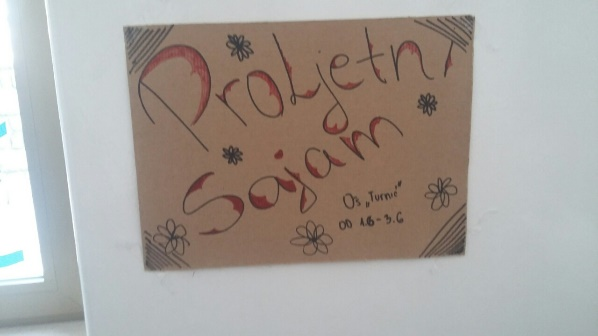 Proljetni
Sajam
OŠ „Turnić"
OD 1.6-3.6